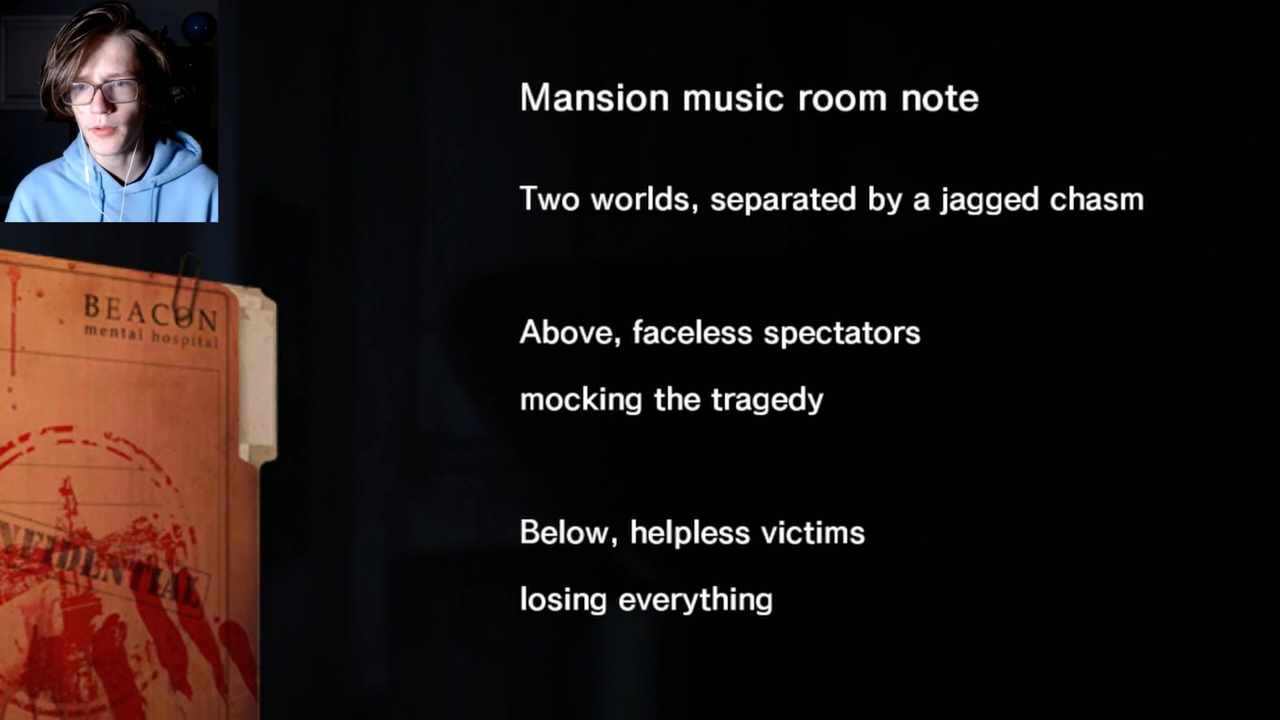 Mansion music room note
Two worlds, separated by a jagged chasm
Above, faceless spectators
mocking the tragedy
Below, helpless victims
losing everything
BEACON
mental hospital
NFIDENTIAL